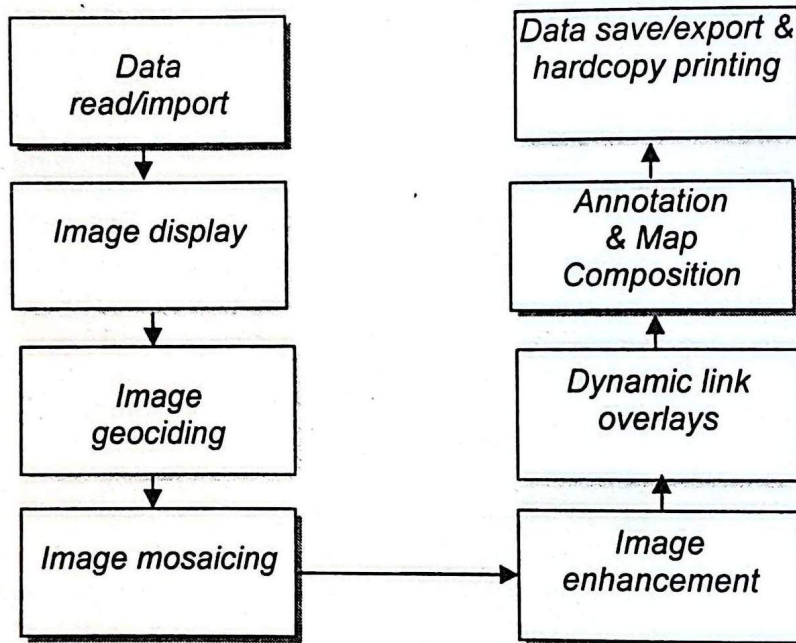 Data
read/import
Image display
Image
geociding
Image mosaicing
Image
enhancement
Dynamic link
overlays
Annotation
& Map
Composition
Data save/export &
hardcopy printing